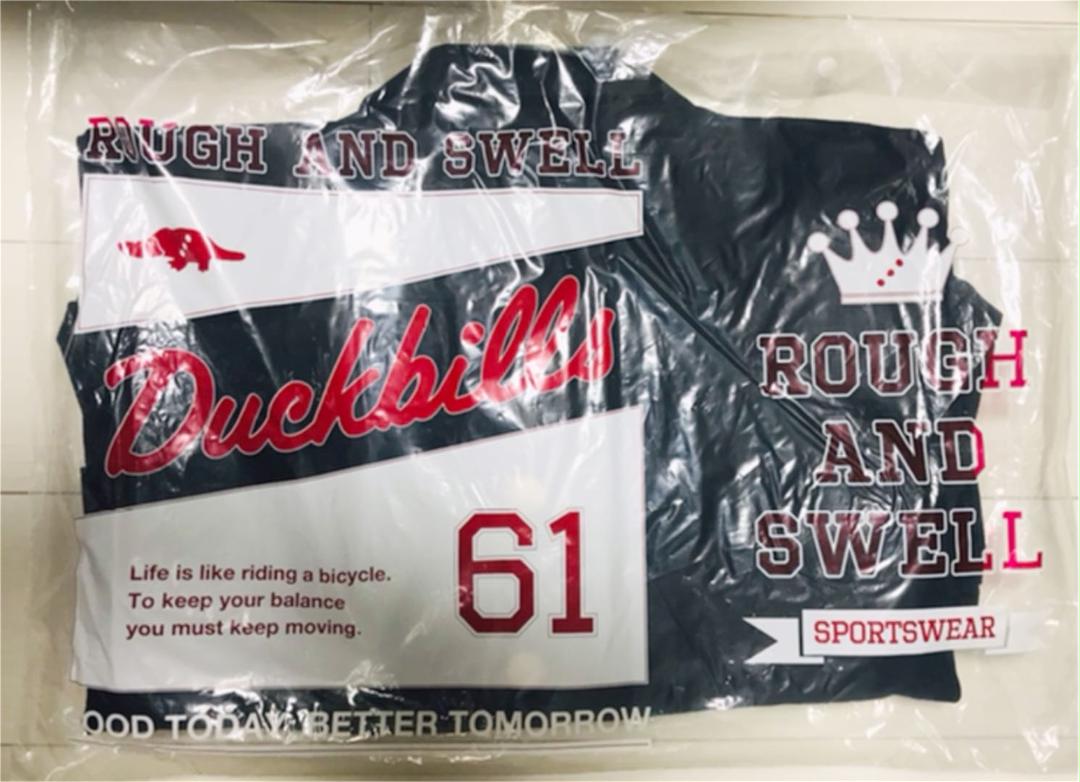 ROUGH AND SWELL
Duckbills
61
Life is like riding a bicycle.
To keep your balance
you must keep moving.
OOD TODAY, BETTER TOMORROW
ROUGH
AND
SWELL
SPORTSWEAR